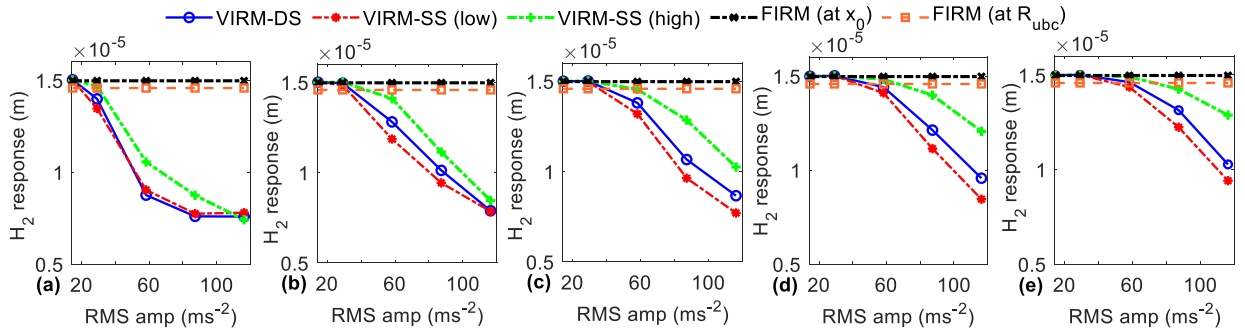 VIRM-DS VIRM-SS (low) VIRM-SS (high) FIRM (at x0) FIRM (at Rubc)
×10-5 ×10-5 ×10-5 ×10-5 ×10-5
1.5 1.5 1.5 1.5 1.5
H2 response (m) H2 response (m) H2 response (m) H2 response (m) H2 response (m)
1 1 1 1 1
0.5 0.5 0.5 0.5 0.5
(a) (b) (c) (d) (e)
20 60 100 20 60 100 20 60 100 20 60 100 20 60 100
RMS amp (ms-2) RMS amp (ms-2) RMS amp (ms-2) RMS amp (ms-2) RMS amp (ms-2)